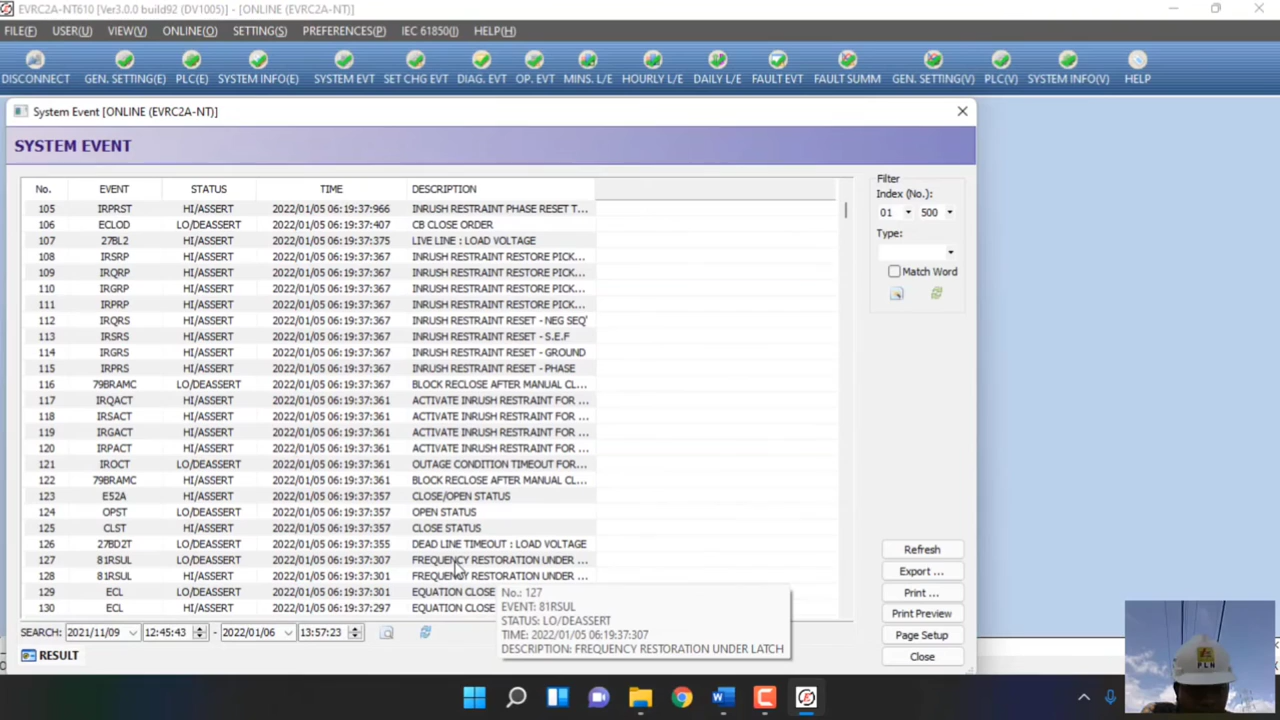 EVRC2A-NT610 [Ver3.0.0 build92 (DV1005) - [ONLINE (EVRC2A-NT)]
FILE(F) USER(U) VIEW(V) ONLINE(O) SETTING(S) PREFERENCES(P) IEC 61850(I) HELP(H)
DISCONNECT GEN. SETTING(E) PLC(E) SYSTEM INFO(E) SYSTEM EVT SET CHG EVT DIAG. EVT OP. EVT MINS. L/E HOURLY L/E DAILY L/E FAULT EVT FAULT SUMM GEN. SETTING(V) PLC(V) SYSTEM INFO(V) HELP
System Event [ONLINE (EVRC2A-NT)]
SYSTEM EVENT
No. EVENT STATUS TIME DESCRIPTION
105 IRPRST HI/ASSERT 2022/01/05 06:19:37:966 INRUSH RESTRAINT PHASE RESET T...
106 ECLOD LO/DEASSERT 2022/01/05 06:19:37:407 CB CLOSE ORDER
107 27BL2 HI/ASSERT 2022/01/05 06:19:37:375 LIVE LINE : LOAD VOLTAGE
108 IRSRP HI/ASSERT 2022/01/05 06:19:37:367 INRUSH RESTRAINT RESTORE PICK...
109 IRQRP HI/ASSERT 2022/01/05 06:19:37:367 INRUSH RESTRAINT RESTORE PICK...
110 IRGRP HI/ASSERT 2022/01/05 06:19:37:367 INRUSH RESTRAINT RESTORE PICK...
111 IRPRP HI/ASSERT 2022/01/05 06:19:37:367 INRUSH RESTRAINT RESTORE PICK...
112 IRQRS HI/ASSERT 2022/01/05 06:19:37:367 INRUSH RESTRAINT RESET - NEG SEQ'
113 IRSRS HI/ASSERT 2022/01/05 06:19:37:367 INRUSH RESTRAINT RESET - S.E.F
114 IRGRS HI/ASSERT 2022/01/05 06:19:37:367 INRUSH RESTRAINT RESET - GROUND
115 IRPRS HI/ASSERT 2022/01/05 06:19:37:367 INRUSH RESTRAINT RESET - PHASE
116 79BRAMC LO/DEASSERT 2022/01/05 06:19:37:367 BLOCK RECLOSE AFTER MANUAL CL...
117 IRQACT HI/ASSERT 2022/01/05 06:19:37:361 ACTIVATE INRUSH RESTRAINT FOR ...
118 IRSACT HI/ASSERT 2022/01/05 06:19:37:361 ACTIVATE INRUSH RESTRAINT FOR ...
119 IRGACT HI/ASSERT 2022/01/05 06:19:37:361 ACTIVATE INRUSH RESTRAINT FOR ...
120 IRPACT HI/ASSERT 2022/01/05 06:19:37:361 ACTIVATE INRUSH RESTRAINT FOR ...
121 IROCT LO/DEASSERT 2022/01/05 06:19:37:361 OUTAGE CONDITION TIMEOUT FOR...
122 79BRAMC HI/ASSERT 2022/01/05 06:19:37:361 BLOCK RECLOSE AFTER MANUAL CL...
123 E52A HI/ASSERT 2022/01/05 06:19:37:357 CLOSE/OPEN STATUS
124 OPST LO/DEASSERT 2022/01/05 06:19:37:357 OPEN STATUS
125 CLST HI/ASSERT 2022/01/05 06:19:37:357 CLOSE STATUS
126 27BD2T LO/DEASSERT 2022/01/05 06:19:37:355 DEAD LINE TIMEOUT : LOAD VOLTAGE
127 81RSUL LO/DEASSERT 2022/01/05 06:19:37:307 FREQUENCY RESTORATION UNDER ...
128 81RSUL HI/ASSERT 2022/01/05 06:19:37:301 FREQUENCY RESTORATION UNDER ...
129 ECL LO/DEASSERT 2022/01/05 06:19:37:301 EQUATION CLOSE
130 ECL HI/ASSERT 2022/01/05 06:19:37:297 EQUATION CLOSE
No.: 127
EVENT: 81RSUL
STATUS: LO/DEASSERT
TIME: 2022/01/05 06:19:37:307
DESCRIPTION: FREQUENCY RESTORATION UNDER LATCH
SEARCH: 2021/11/09 12:45:43 - 2022/01/06 13:57:23
RESULT
Filter
Index (No.):
01 500
Type:
Match Word
Refresh
Export ...
Print ...
Print Preview
Page Setup
Close
PLN